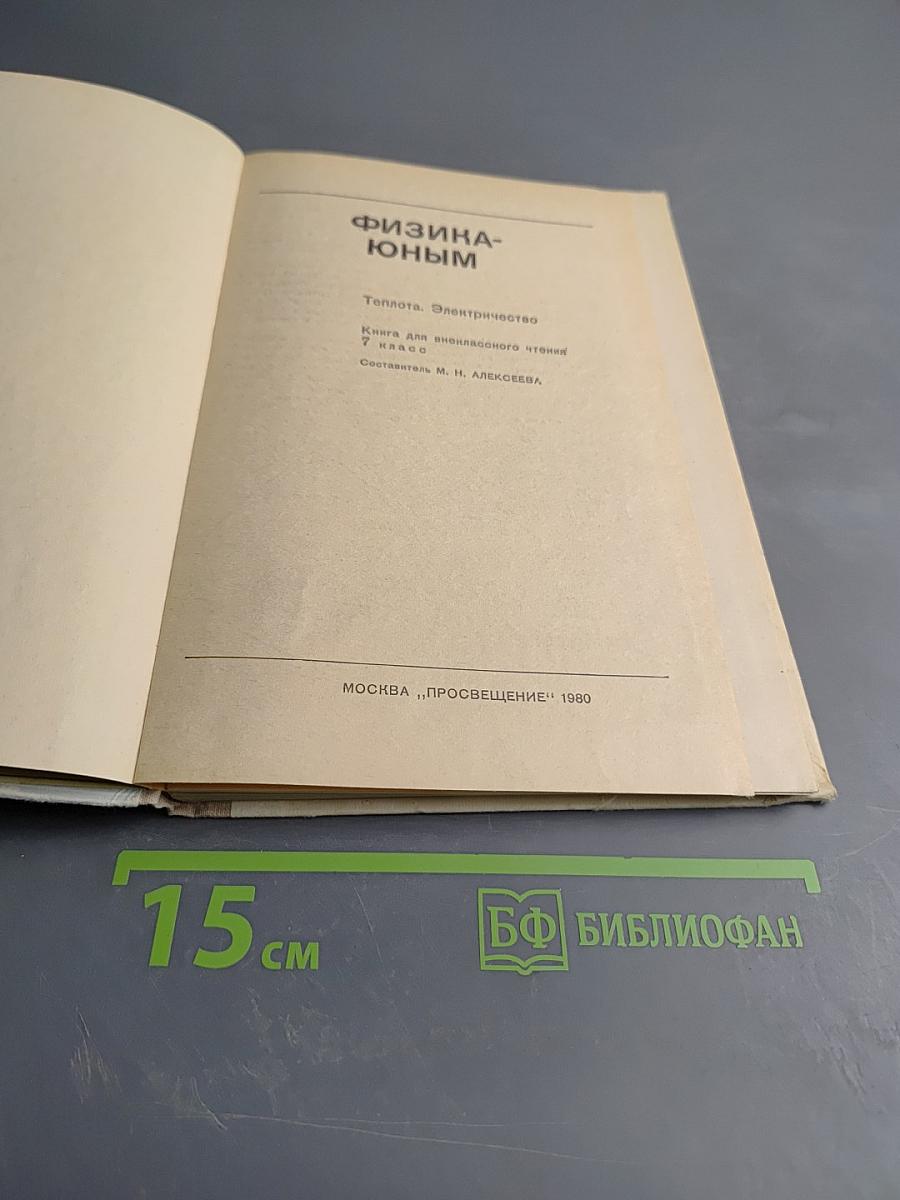 ФИЗИКА-
ЮНЫМ
Теплота. Электричество
Книга для внеклассного чтения
7 класс
Составитель М. Н. АЛЕКСЕЕВА
МОСКВА „ПРОСВЕЩЕНИЕ“ 1980
15 см
БФ БИБЛИОФАН